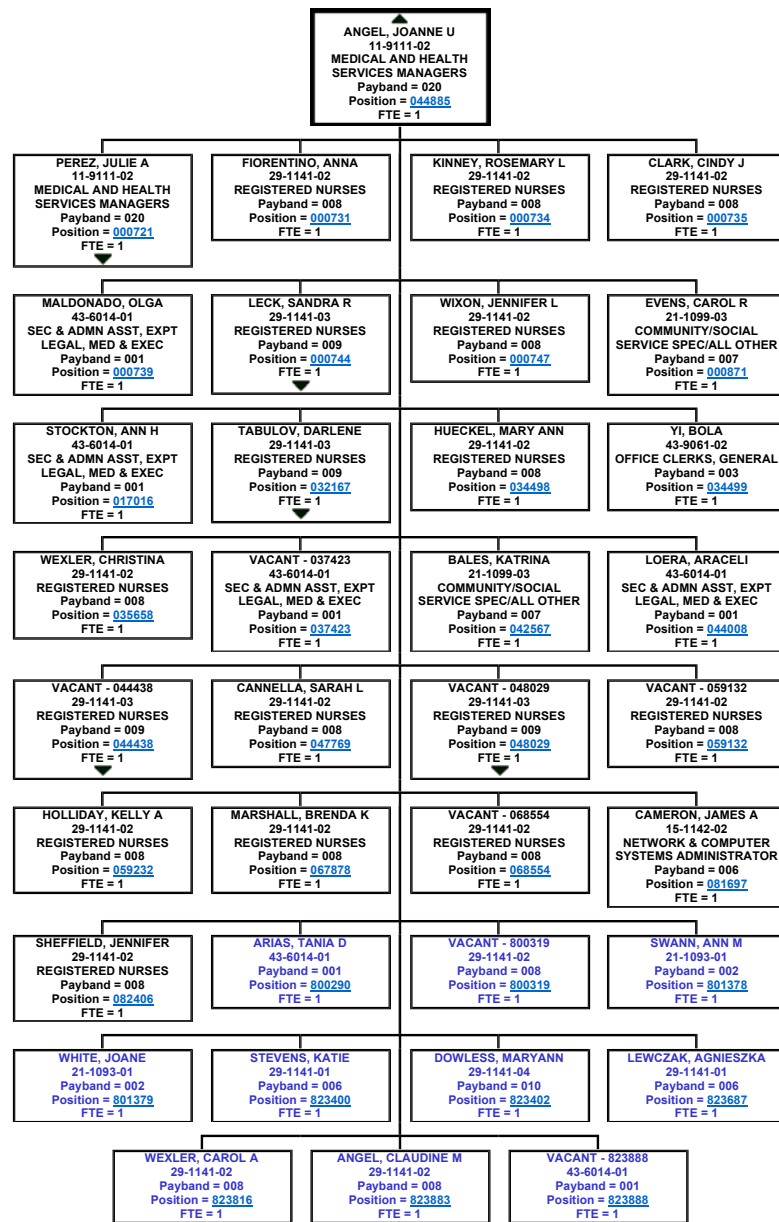 ANGEL, JOANNE U
11-9111-02
MEDICAL AND HEALTH
SERVICES MANAGERS
Payband = 020
Position = 044885
FTE = 1
PEREZ, JULIE A
11-9111-02
MEDICAL AND HEALTH
SERVICES MANAGERS
Payband = 020
Position = 000721
FTE = 1
FIORENTINO, ANNA
29-1141-02
REGISTERED NURSES
Payband = 008
Position = 000731
FTE = 1
KINNEY, ROSEMARY L
29-1141-02
REGISTERED NURSES
Payband = 008
Position = 000734
FTE = 1
CLARK, CINDY J
29-1141-02
REGISTERED NURSES
Payband = 008
Position = 000735
FTE = 1
MALDONADO, OLGA
43-6014-01
SEC & ADMN ASST, EXPT
LEGAL, MED & EXEC
Payband = 001
Position = 000739
FTE = 1
LECK, SANDRA R
29-1141-03
REGISTERED NURSES
Payband = 009
Position = 000744
FTE = 1
WIXON, JENNIFER L
29-1141-02
REGISTERED NURSES
Payband = 008
Position = 000747
FTE = 1
EVENS, CAROL R
21-1099-03
COMMUNITY/SOCIAL
SERVICE SPEC/ALL OTHER
Payband = 007
Position = 000871
FTE = 1
STOCKTON, ANN H
43-6014-01
SEC & ADMN ASST, EXPT
LEGAL, MED & EXEC
Payband = 001
Position = 017016
FTE = 1
TABULOV, DARLENE
29-1141-03
REGISTERED NURSES
Payband = 009
Position = 032167
FTE = 1
HUECKEL, MARY ANN
29-1141-02
REGISTERED NURSES
Payband = 008
Position = 034498
FTE = 1
YI, BOLA
43-9061-02
OFFICE CLERKS, GENERAL
Payband = 003
Position = 034499
FTE = 1
WEXLER, CHRISTINA
29-1141-02
REGISTERED NURSES
Payband = 008
Position = 035658
FTE = 1
VACANT - 037423
43-6014-01
SEC & ADMN ASST, EXPT
LEGAL, MED & EXEC
Payband = 001
Position = 037423
FTE = 1
BALES, KATRINA
21-1099-03
COMMUNITY/SOCIAL
SERVICE SPEC/ALL OTHER
Payband = 007
Position = 042567
FTE = 1
LOERA, ARACELI
43-6014-01
SEC & ADMN ASST, EXPT
LEGAL, MED & EXEC
Payband = 001
Position = 044008
FTE = 1
VACANT - 044438
29-1141-03
REGISTERED NURSES
Payband = 009
Position = 044438
FTE = 1
CANNELLA, SARAH L
29-1141-02
REGISTERED NURSES
Payband = 008
Position = 047769
FTE = 1
VACANT - 048029
29-1141-03
REGISTERED NURSES
Payband = 009
Position = 048029
FTE = 1
VACANT - 059132
29-1141-02
REGISTERED NURSES
Payband = 008
Position = 059132
FTE = 1
HOLLIDAY, KELLY A
29-1141-02
REGISTERED NURSES
Payband = 008
Position = 059232
FTE = 1
MARSHALL, BRENDA K
29-1141-02
REGISTERED NURSES
Payband = 008
Position = 067878
FTE = 1
VACANT - 068554
29-1141-02
REGISTERED NURSES
Payband = 008
Position = 068554
FTE = 1
CAMERON, JAMES A
15-1142-02
NETWORK & COMPUTER
SYSTEMS ADMINISTRATOR
Payband = 006
Position = 081697
FTE = 1
SHEFFIELD, JENNIFER
29-1141-02
REGISTERED NURSES
Payband = 008
Position = 082406
FTE = 1
ARIAS, TANIA D
43-6014-01
Payband = 001
Position = 800290
FTE = 1
VACANT - 800319
29-1141-02
Payband = 008
Position = 800319
FTE = 1
SWANN, ANN M
21-1093-01
Payband = 002
Position = 801378
FTE = 1
WHITE, JOANE
21-1093-01
Payband = 002
Position = 801379
FTE = 1
STEVENS, KATIE
29-1141-01
Payband = 006
Position = 823400
FTE = 1
DOWLESS, MARYANN
29-1141-04
Payband = 010
Position = 823402
FTE = 1
LEWCZAK, AGNIESZKA
29-1141-01
Payband = 006
Position = 823687
FTE = 1
WEXLER, CAROL A
29-1141-02
Payband = 008
Position = 823816
FTE = 1
ANGEL, CLAUDINE M
29-1141-02
Payband = 008
Position = 823883
FTE = 1
VACANT - 823888
43-6014-01
Payband = 001
Position = 823888
FTE = 1